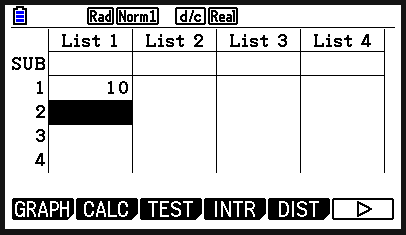 Rad Norm1 d/c Real
List 1 List 2 List 3 List 4
SUB
1 10
2
3
4
GRAPH CALC TEST INTR DIST ▷